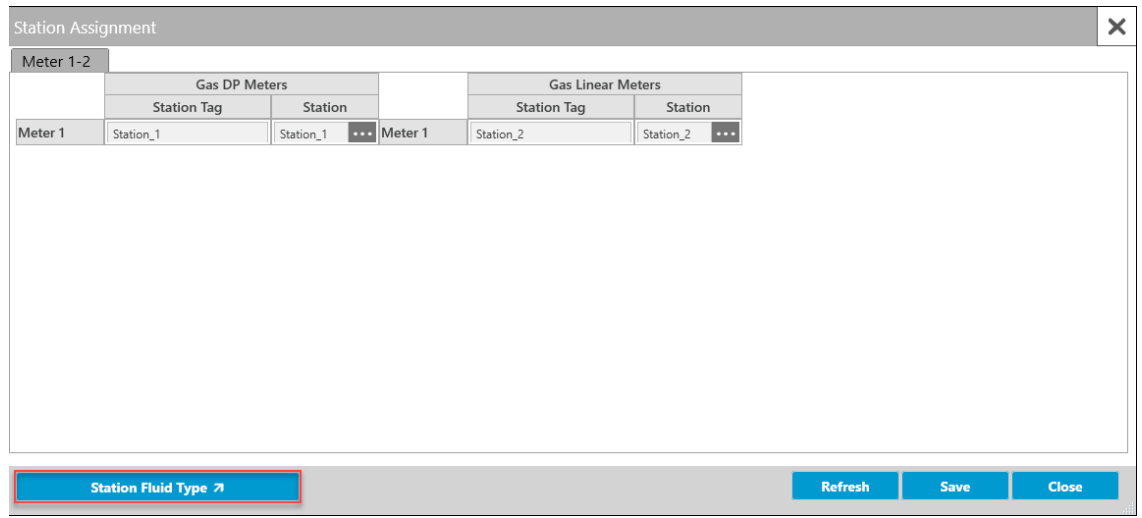 Station Assignment
Meter 1-2
Gas DP Meters Gas Linear Meters
Station Tag Station Station Tag Station
Meter 1 Station_1 Station_1 ••• Meter 1 Station_2 Station_2 •••
Station Fluid Type Refresh Save Close